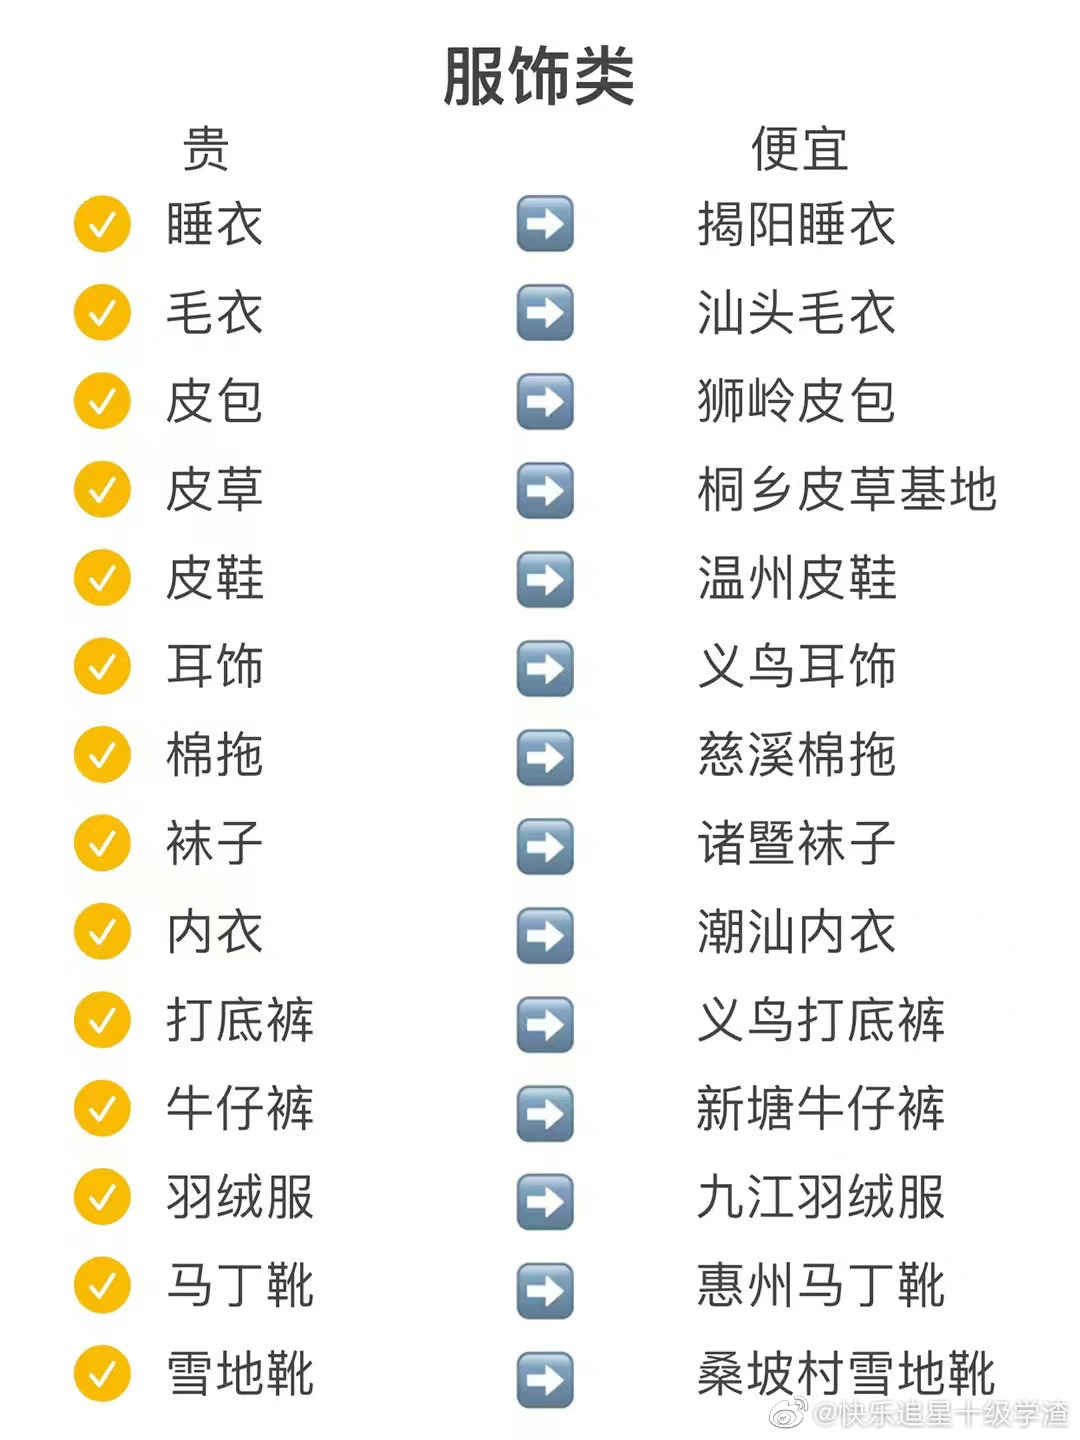 服饰类
贵 便宜
睡衣 揭阳睡衣
毛衣 汕头毛衣
皮包 狮岭皮包
皮草 桐乡皮草基地
皮鞋 温州皮鞋
耳饰 义乌耳饰
棉拖 慈溪棉拖
袜子 诸暨袜子
内衣 潮汕内衣
打底裤 义乌打底裤
牛仔裤 新塘牛仔裤
羽绒服 九江羽绒服
马丁靴 惠州马丁靴
雪地靴 桑坡村雪地靴
@快乐追星十级学渣